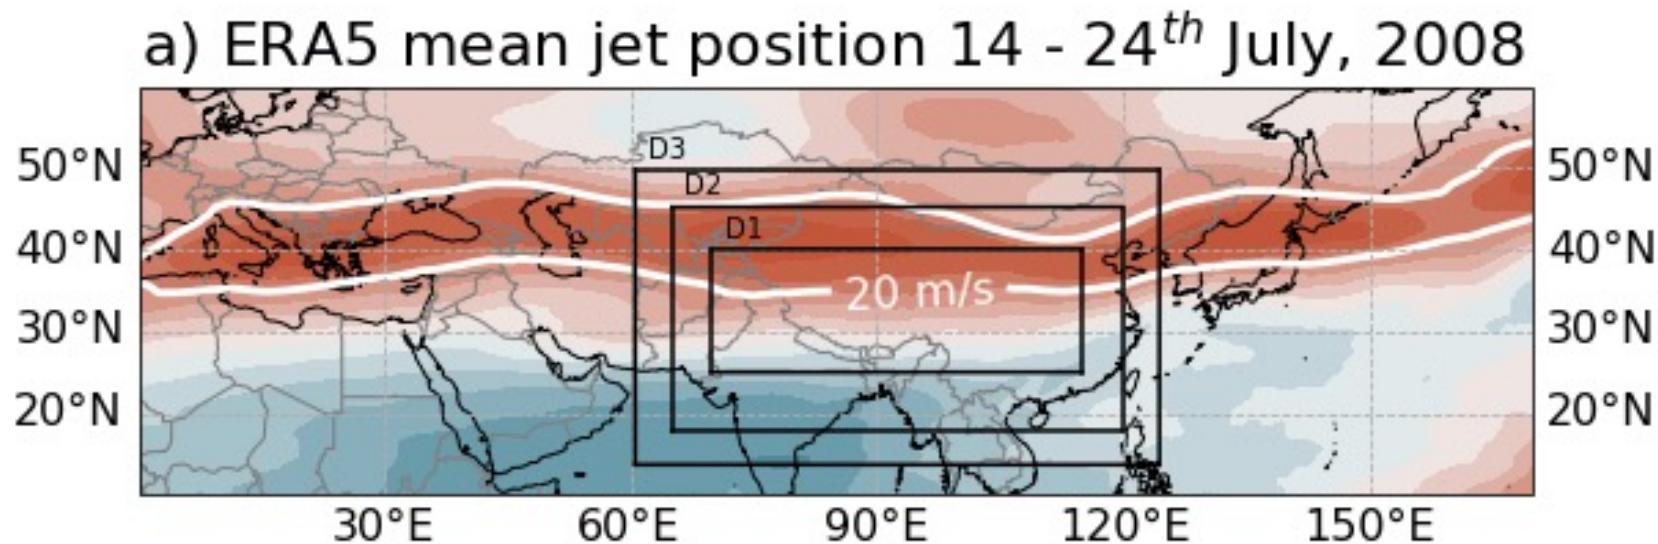 a) ERA5 mean jet position 14 - 24th July, 2008
D3
50°N 50°N
D2
D1
40°N 40°N
20 m/s
30°N 30°N
20°N 20°N
30°E 60°E 90°E 120°E 150°E